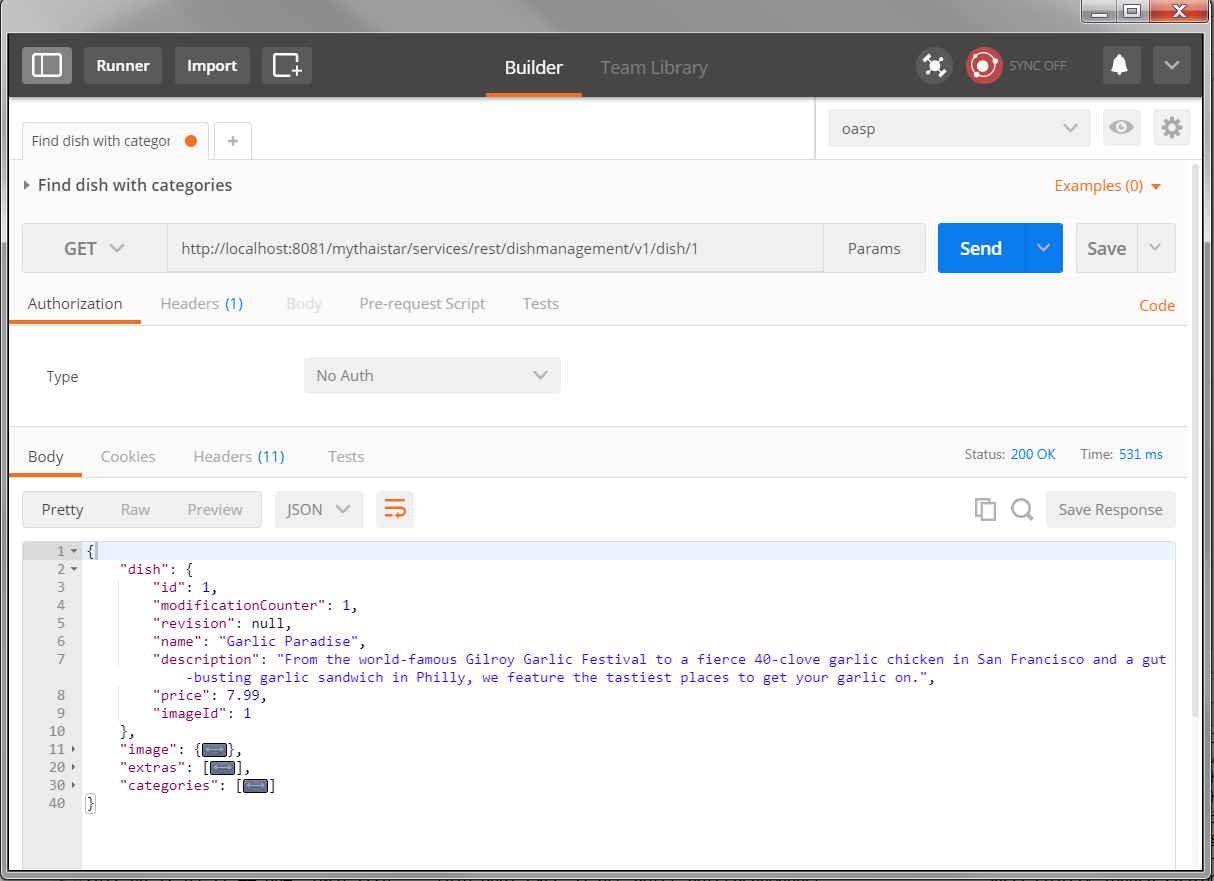 Runner Import Builder Team Library SYNC OFF
Find dish with categor + oasp
Find dish with categories Examples (0)
GET http://localhost:8081/mythaistar/services/rest/dishmanagement/v1/dish/1 Params Send Save
Authorization Headers (1) Body Pre-request Script Tests Code
Type No Auth
Body Cookies Headers (11) Tests Status: 200 OK Time: 531 ms
Pretty Raw Preview JSON Save Response
1 {
2 "dish": {
3 "id": 1,
4 "modificationCounter": 1,
5 "revision": null,
6 "name": "Garlic Paradise",
7 "description": "From the world-famous Gilroy Garlic Festival to a fierce 40-clove garlic chicken in San Francisco and a gut
-busting garlic sandwich in Philly, we feature the tastiest places to get your garlic on.",
8 "price": 7.99,
9 "imageId": 1
10 },
11 "image": {},
20 "extras": [],
30 "categories": []
40 }